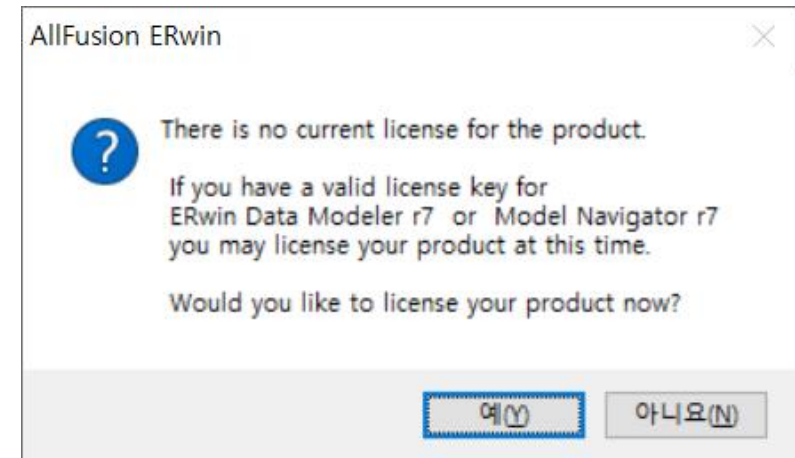 AllFusion ERwin
There is no current license for the product.
If you have a valid license key for
ERwin Data Modeler r7 or Model Navigator r7
you may license your product at this time.
Would you like to license your product now?
예(Y)
아니요(N)